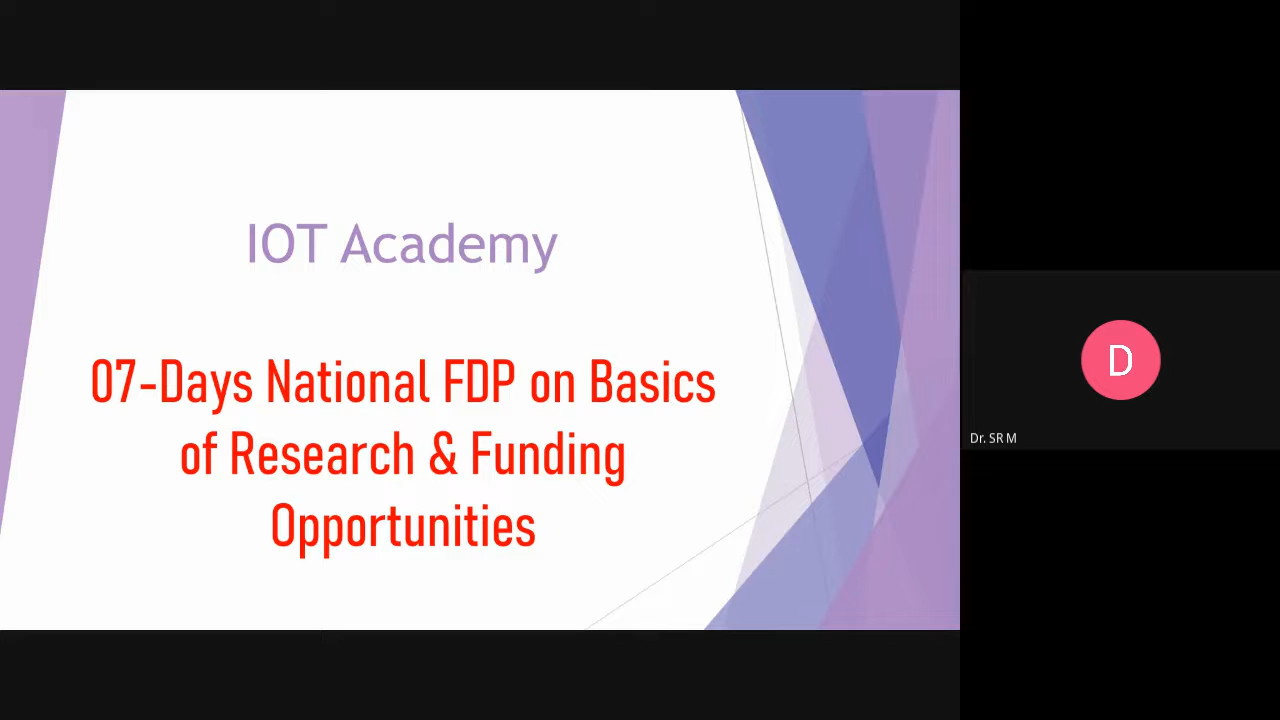 IOT Academy
07-Days National FDP on Basics
of Research & Funding
Opportunities
D
Dr. SR M